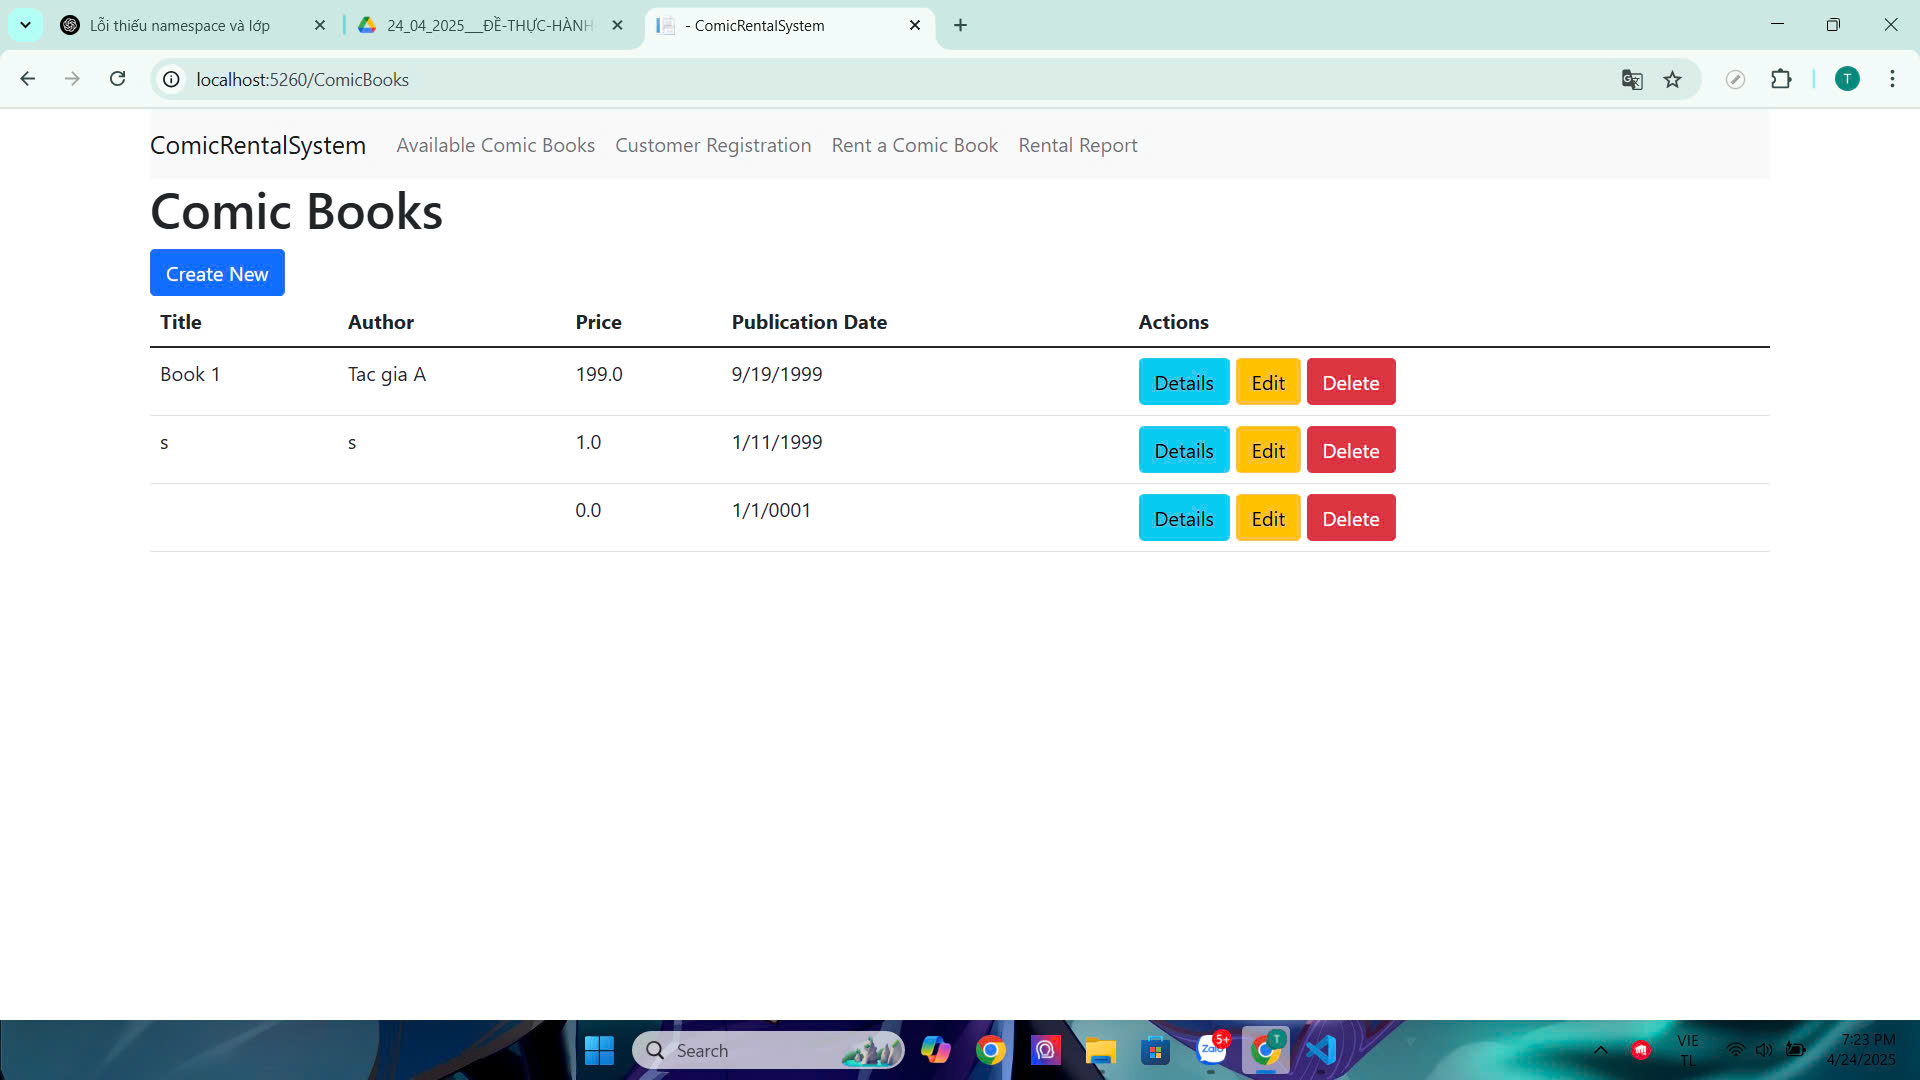 Lỗi thiếu namespace và lớp
24_04_2025__ĐỀ-THỰC-HÀNH
- ComicRentalSystem
localhost:5260/ComicBooks
T
ComicRentalSystem Available Comic Books Customer Registration Rent a Comic Book Rental Report
Comic Books
Create New
Title Author Price Publication Date Actions
Book 1 Tac gia A 199.0 9/19/1999 Details Edit Delete
s s 1.0 1/11/1999 Details Edit Delete
0.0 1/1/0001 Details Edit Delete
Search
Zalo
5+
T
VIE
TL
7:23 PM
4/24/2025